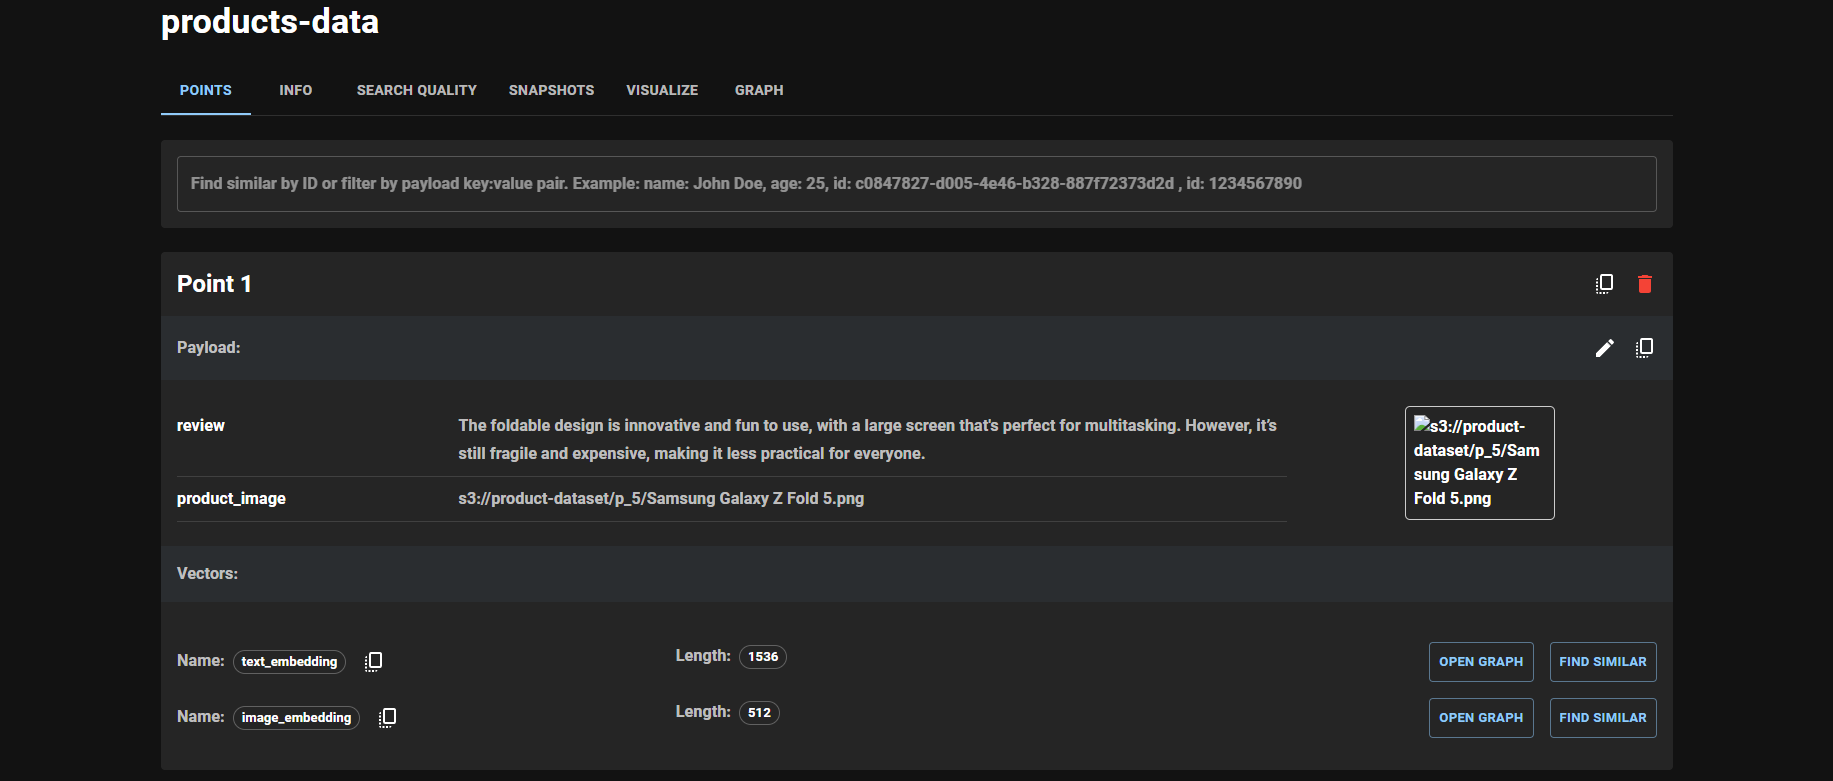 products-data
POINTS INFO SEARCH QUALITY SNAPSHOTS VISUALIZE GRAPH
Find similar by ID or filter by payload key:value pair. Example: name: John Doe, age: 25, id: c0847827-d005-4e46-b328-887f72373d2d , id: 1234567890
Point 1
Payload:
review
The foldable design is innovative and fun to use, with a large screen that's perfect for multitasking. However, it's
still fragile and expensive, making it less practical for everyone.
product_image
s3://product-dataset/p_5/Samsung Galaxy Z Fold 5.png
s3://product-
dataset/p_5/Sam
sung Galaxy Z
Fold 5.png
Vectors:
Name: text_embedding Length: 1536 OPEN GRAPH FIND SIMILAR
Name: image_embedding Length: 512 OPEN GRAPH FIND SIMILAR